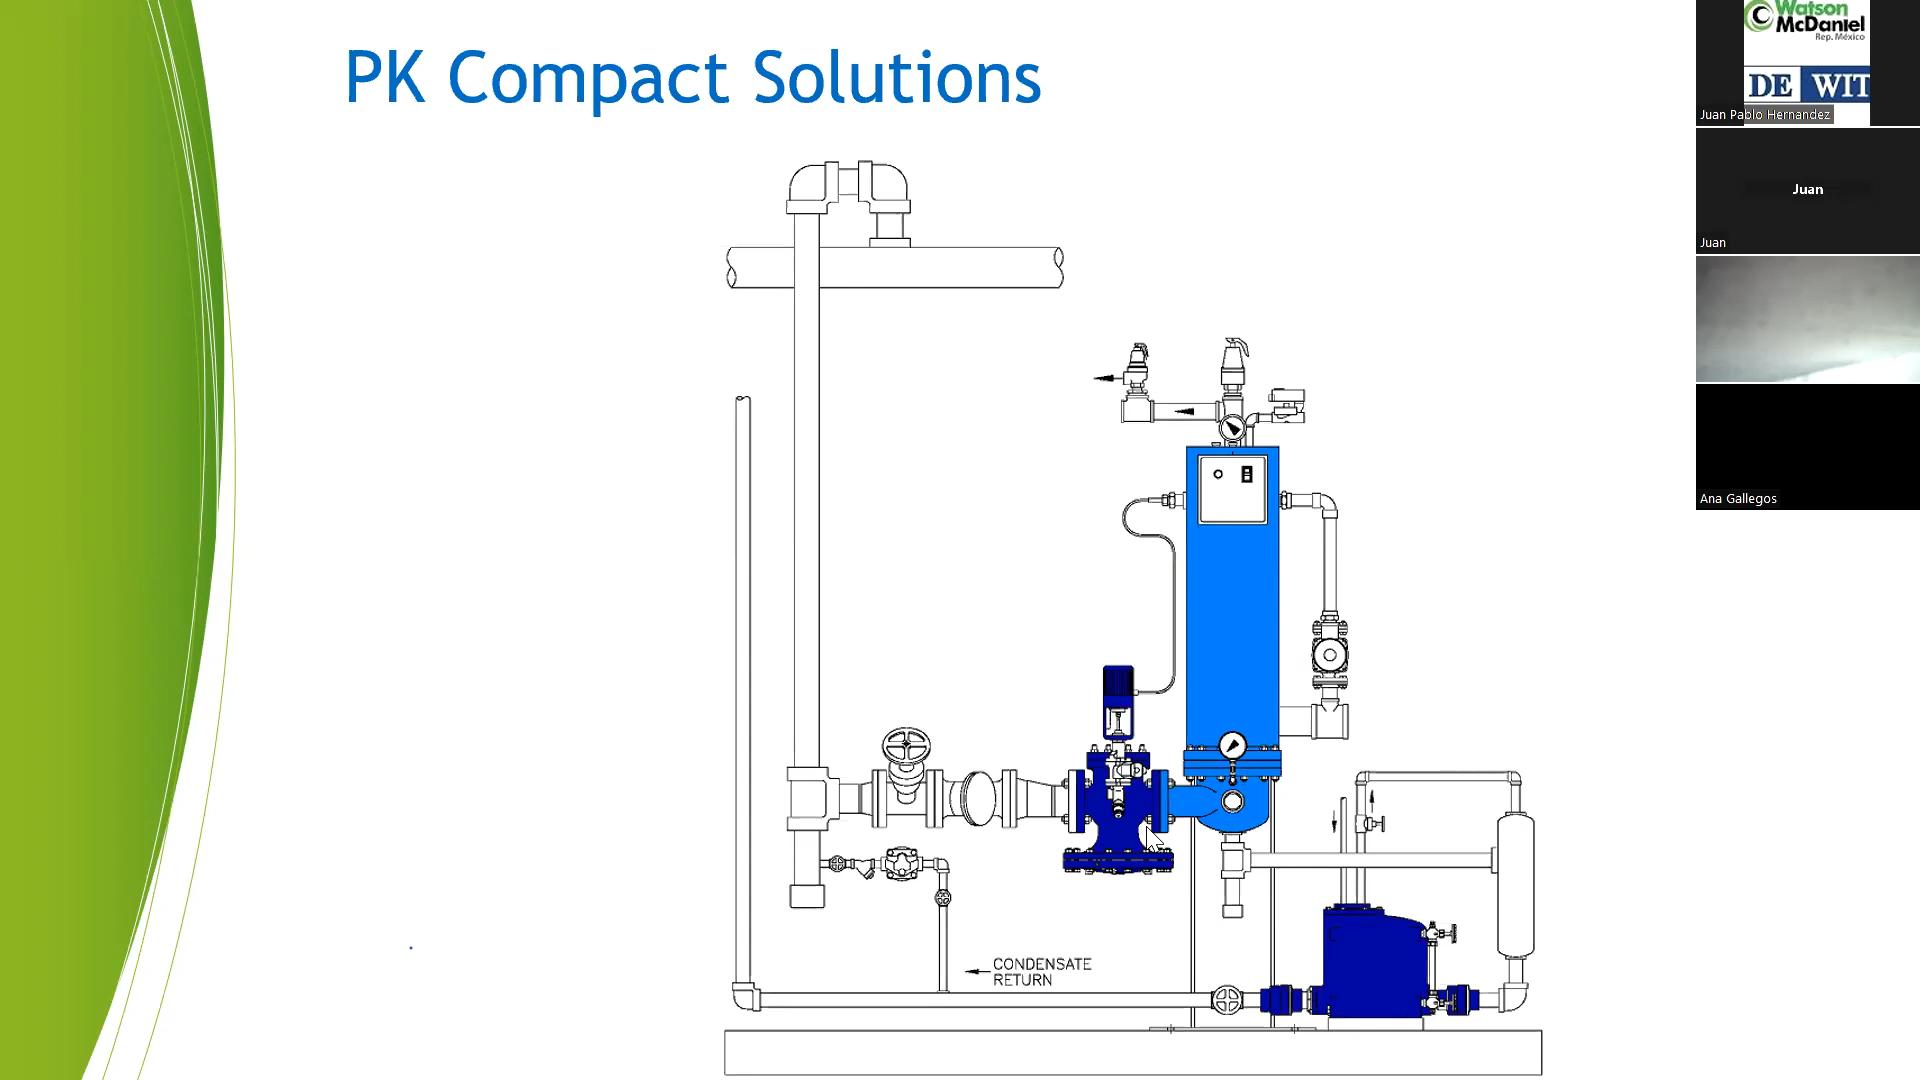 PK Compact Solutions
CONDENSATE
RETURN
Watson
McDaniel
Rep. México
DE WIT
Juan Pablo Hernandez
Juan
Juan
Ana Gallegos